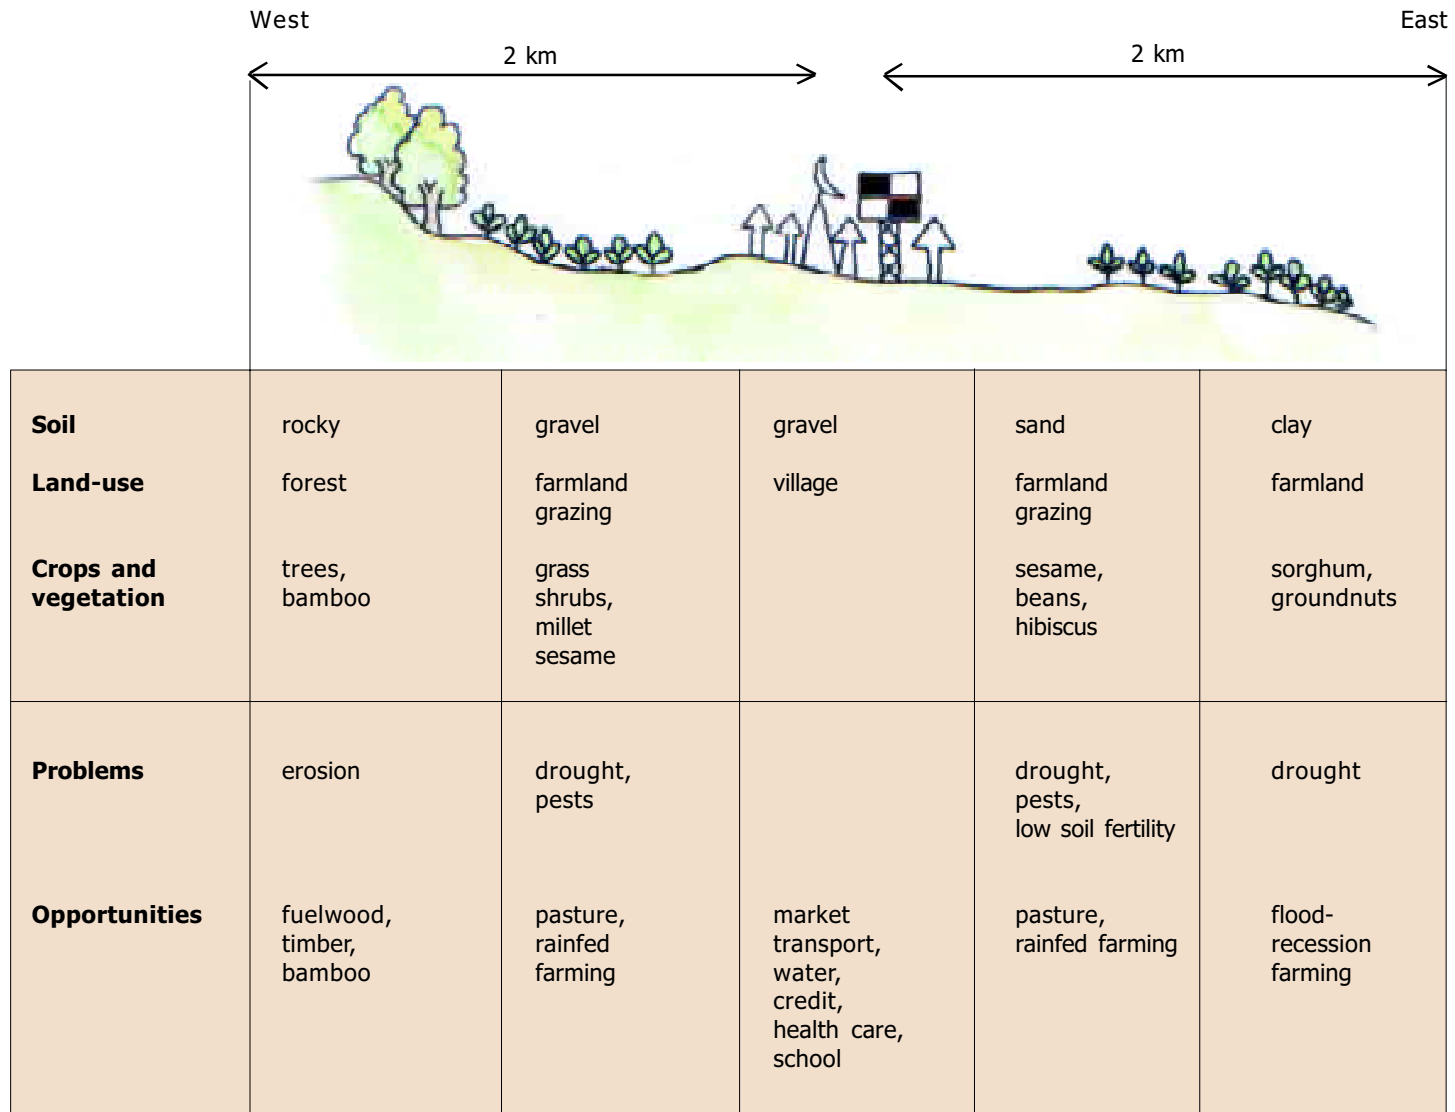 West
East
2 km
2 km
Soil
rocky
gravel
gravel
sand
clay
Land-use
forest
farmland
grazing
village
farmland
grazing
farmland
Crops and
vegetation
trees,
bamboo
grass
shrubs,
millet
sesame
sesame,
beans,
hibiscus
sorghum,
groundnuts
Problems
erosion
drought,
pests
drought,
pests,
low soil fertility
drought
Opportunities
fuelwood,
timber,
bamboo
pasture,
rainfed
farming
market
transport,
water,
credit,
health care,
school
pasture,
rainfed farming
flood-
recession
farming